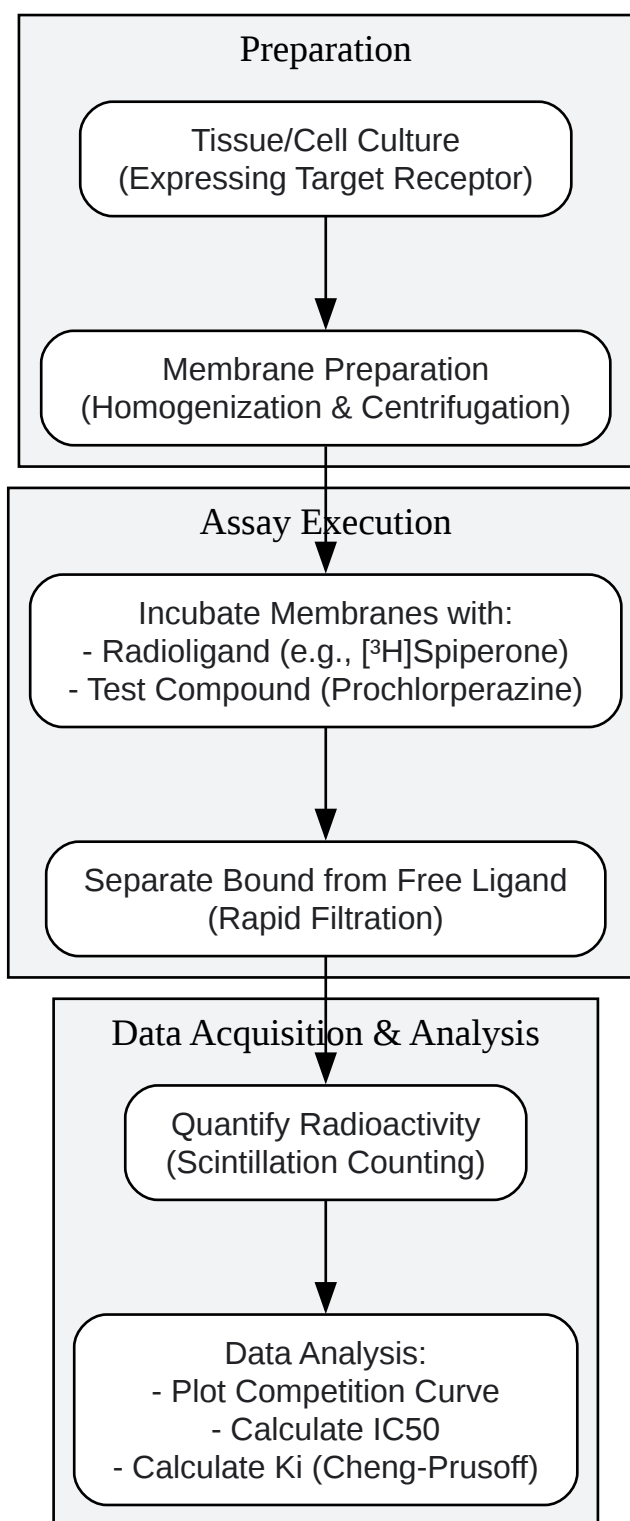 Preparation
Tissue/Cell Culture
(Expressing Target Receptor)
Membrane Preparation
(Homogenization & Centrifugation)
Assay Execution
Incubate Membranes with:
- Radioligand (e.g., [³H]Spiperone)
- Test Compound (Prochlorperazine)
Separate Bound from Free Ligand
(Rapid Filtration)
Data Acquisition & Analysis
Quantify Radioactivity
(Scintillation Counting)
Data Analysis:
- Plot Competition Curve
- Calculate IC50
- Calculate Ki (Cheng-Prusoff)